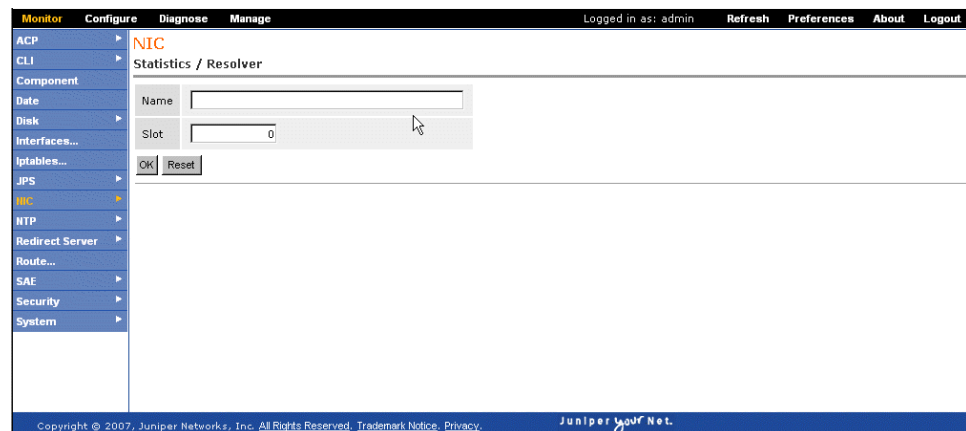 Monitor Configure Diagnose Manage Logged in as: admin Refresh Preferences About Logout
ACP
CLI
Component
Date
Disk
Interfaces...
Iptables...
JPS
NIC
NTP
Redirect Server
Route...
SAE
Security
System
NIC
Statistics / Resolver
Name
Slot 0
OK Reset
Copyright © 2007, Juniper Networks, Inc. All Rights Reserved. Trademark Notice. Privacy. Juniper your Net.